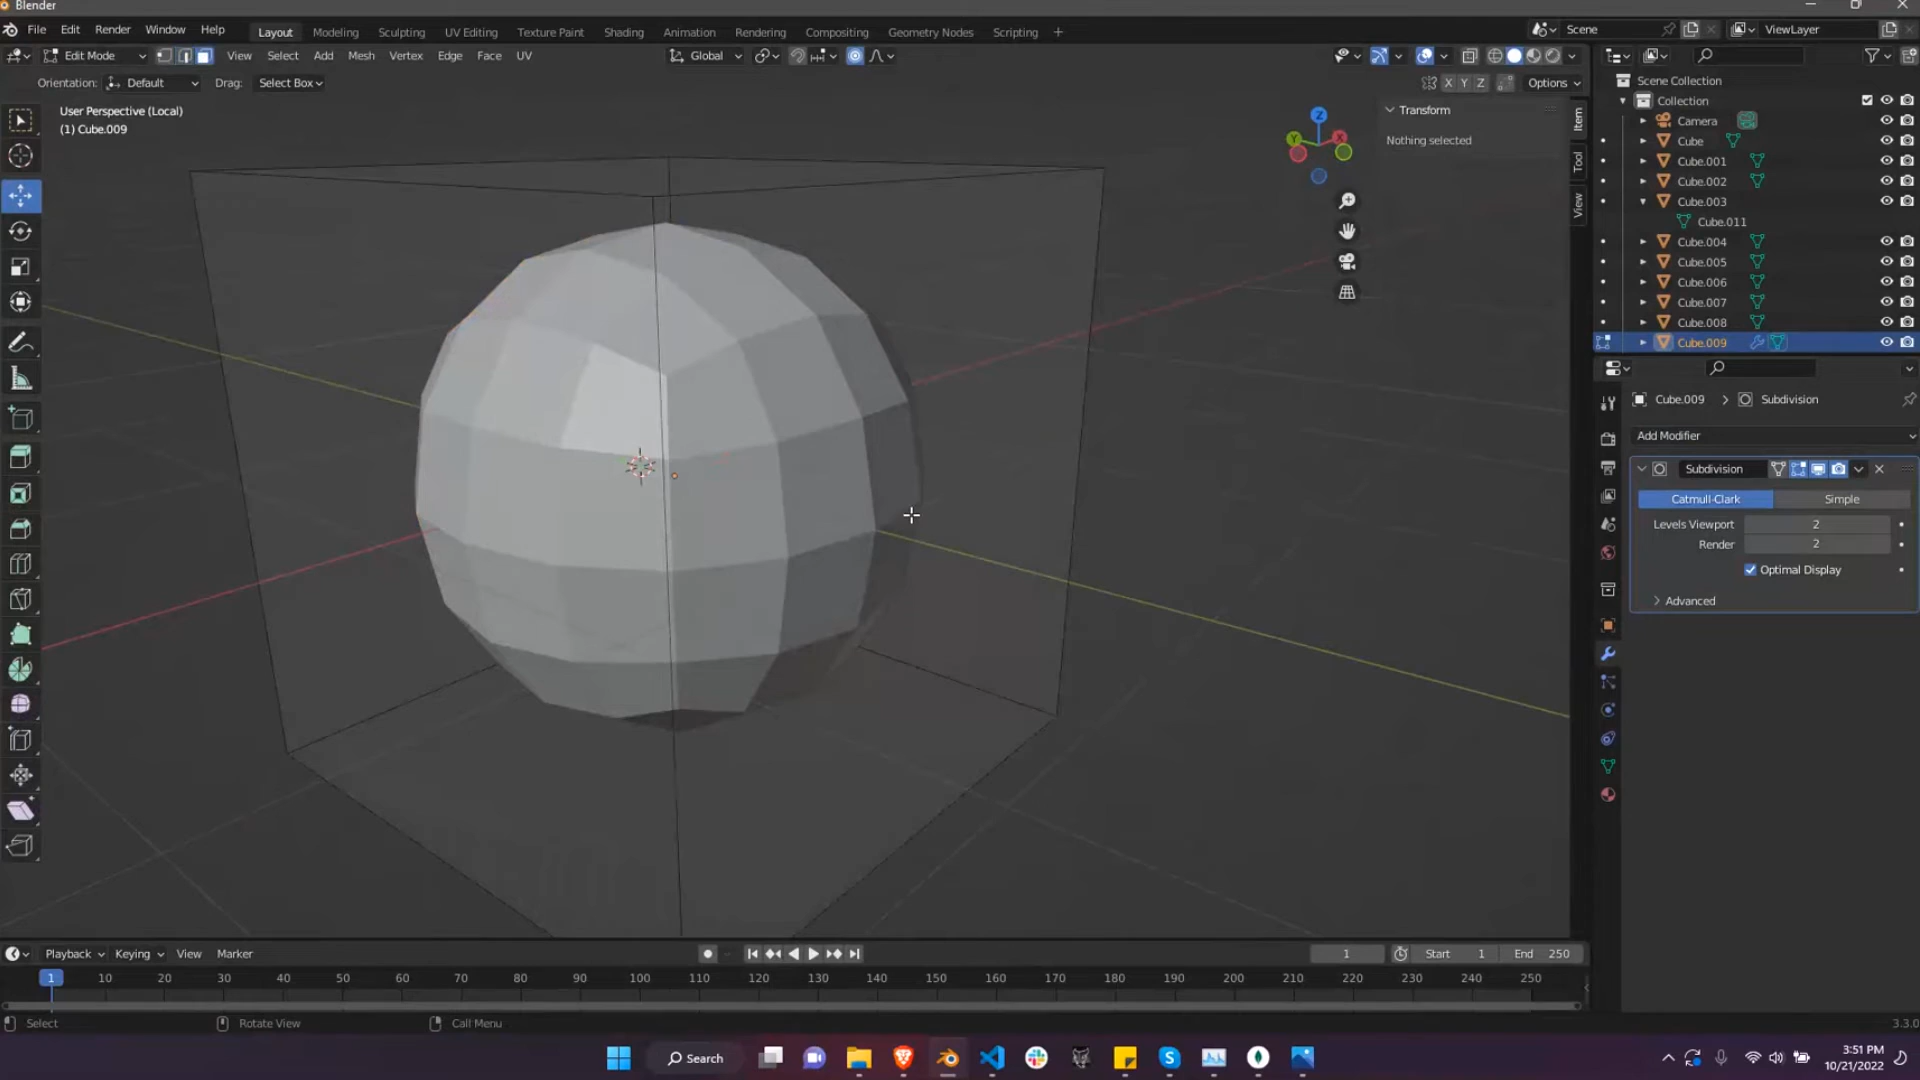 Blender
File Edit Render Window Help
Layout Modeling Sculpting UV Editing Texture Paint Shading Animation Rendering Compositing Geometry Nodes Scripting +
Scene
ViewLayer
Edit Mode View Select Add Mesh Vertex Edge Face UV
Global
Orientation: Default Drag: Select Box
X Y Z Options
User Perspective (Local)
(1) Cube.009
Z
Y
X
Transform
Nothing selected
Item
Tool
View
Scene Collection
Collection
Camera
Cube
Cube.001
Cube.002
Cube.003
Cube.011
Cube.004
Cube.005
Cube.006
Cube.007
Cube.008
Cube.009
Cube.009 > Subdivision
Add Modifier
Subdivision
Catmull-Clark Simple
Levels Viewport 2
Render 2
Optimal Display
Advanced
Playback Keying View Marker
1 Start 1 End 250
1 10 20 30 40 50 60 70 80 90 100 110 120 130 140 150 160 170 180 190 200 210 220 230 240 250
Select Rotate View Call Menu
3.3.0
Search
3:51 PM
10/21/2022